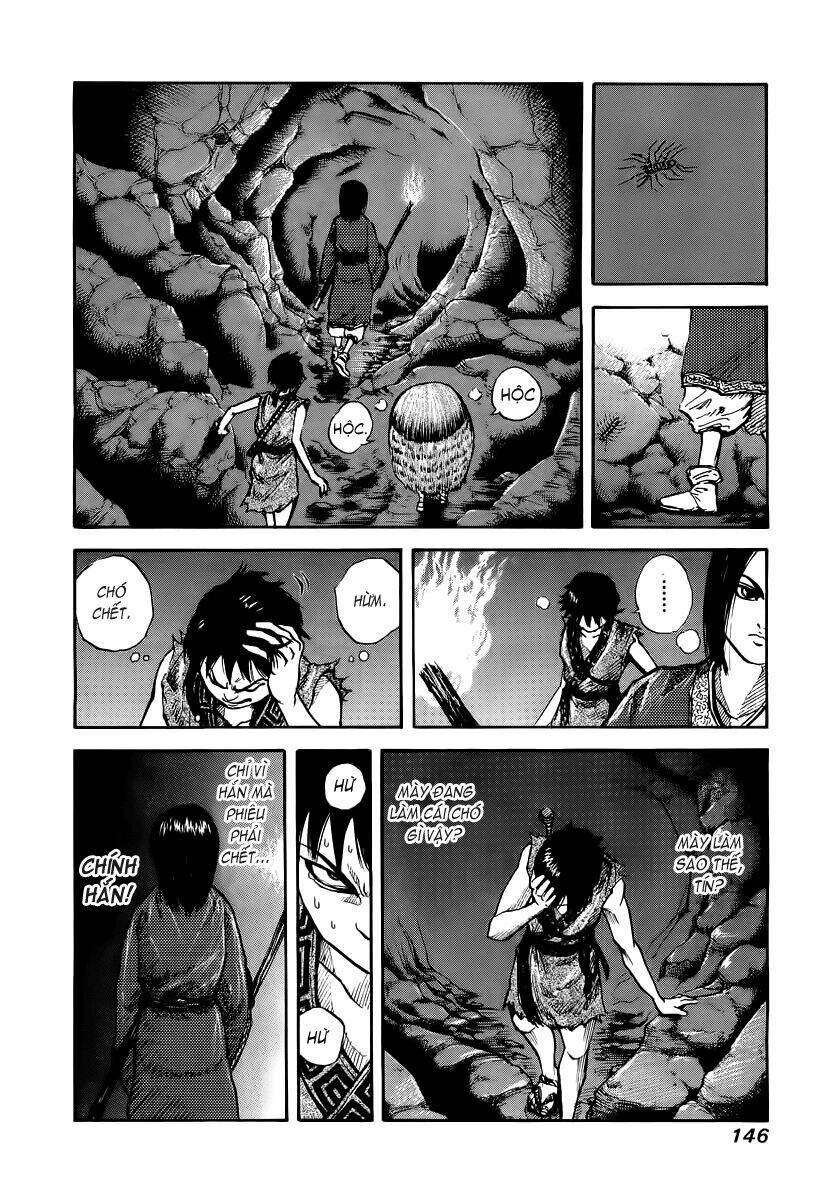 HỘC
HỘC.
........
HỪM.
CHÓ
CHẾT.
MÀY LÀM
SAO THẾ,
TÍN?
MÀY ĐANG
LÀM CÁI CHÓ
GÌ VẬY?
HỪ
HỪ
CHỈ VÌ
HẮN MÀ
PHIÊU
PHẢI
CHẾT...
CHÍNH
HẮN!
146